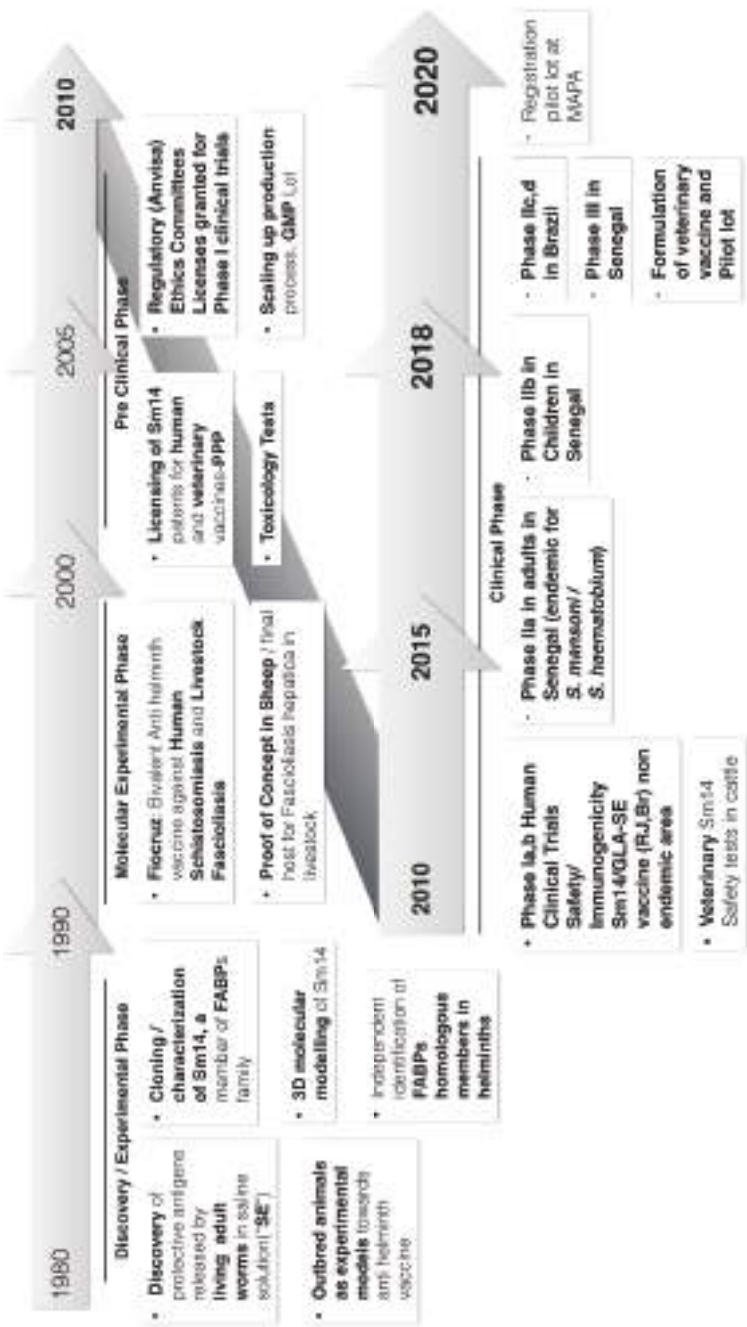 1980
1990
2000
2005
2010
Discovery / Experimental Phase
Molecular Experimental Phase
Pre Clinical Phase
• Discovery of
protective antigens
released by
living adult
worms in saline
solution("SE")
• Outbred animals
as experimental
models towards
anti helminth
vaccine
• Cloning /
characterization
of Sm14, a
member of FABPs
family
• 3D molecular
modelling of Sm14
• Independent
identification of
FABPs
homologous
members in
helminths
• Fiocruz: Bivalent Anti helminth
vaccine against Human
Schistosomiasis and Livestock
Fascioliasis
• Proof of Concept in Sheep / final
host for Fascioliasis hepatica in
livestock
• Licensing of Sm14
patents for human
and veterinary
vaccines-PPP
• Toxicology Tests
• Regulatory (Anvisa)
Ethics Committees
Licenses granted for
Phase I clinical trials
• Scaling up production
process, GMP Lot
2010
2015
2018
2020
Clinical Phase
• Phase Ia,b Human
Clinical Trials
Safety/
Immunogenicity
Sm14/GLA-SE
vaccine (RJ,Br) non
endemic area
• Veterinary Sm14
Safety tests in cattle
• Phase IIa in adults in
Senegal (endemic for
S. mansoni /
S. haematobium)
• Phase IIb in
Children in
Senegal
• Phase IIc,d
in Brazil
• Phase III in
Senegal
• Formulation
of veterinary
vaccine and
Pilot lot
• Registration
pilot lot at
MAPA